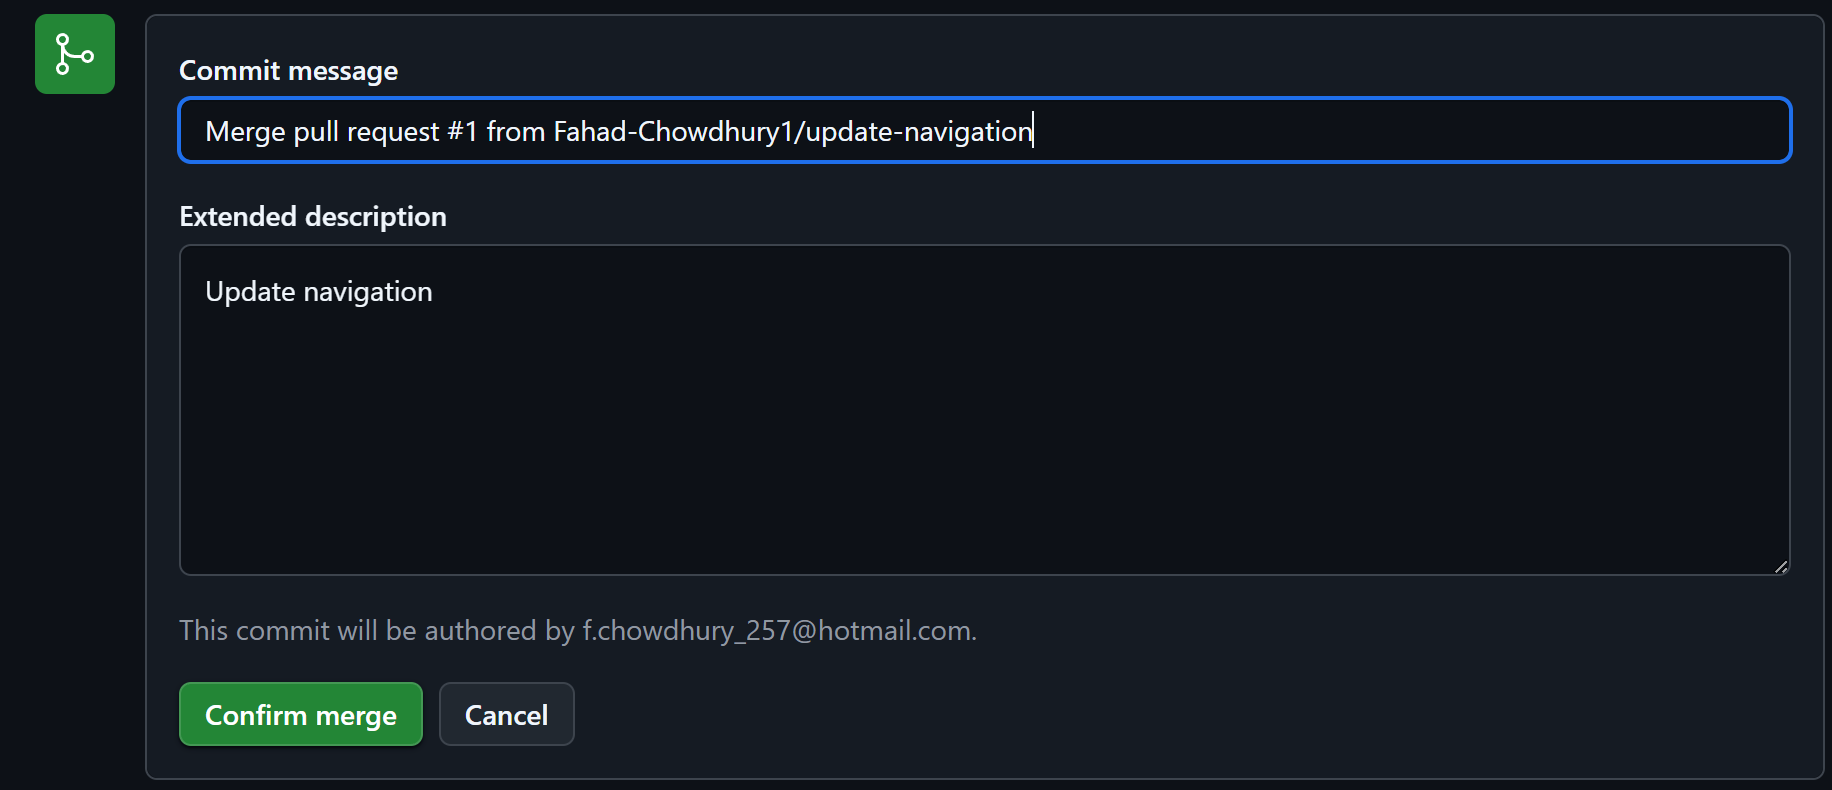 Commit message
Merge pull request #1 from Fahad-Chowdhury1/update-navigation
Extended description
Update navigation
This commit will be authored by f.chowdhury_257@hotmail.com.
Confirm merge
Cancel